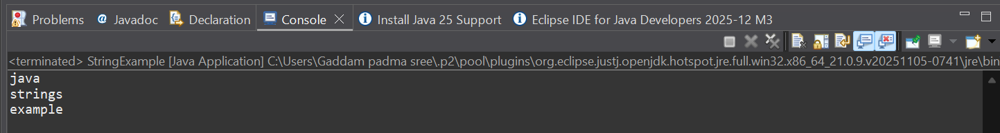 Problems @ Javadoc Declaration Console Install Java 25 Support Eclipse IDE for Java Developers 2025-12 M3
<terminated> StringExample [Java Application] C:\Users\Gaddam padma sree\.p2\pool\plugins\org.eclipse.justj.openjdk.hotspot.jre.full.win32.x86_64_21.0.9.v20251105-0741\jre\bin
java
strings
example